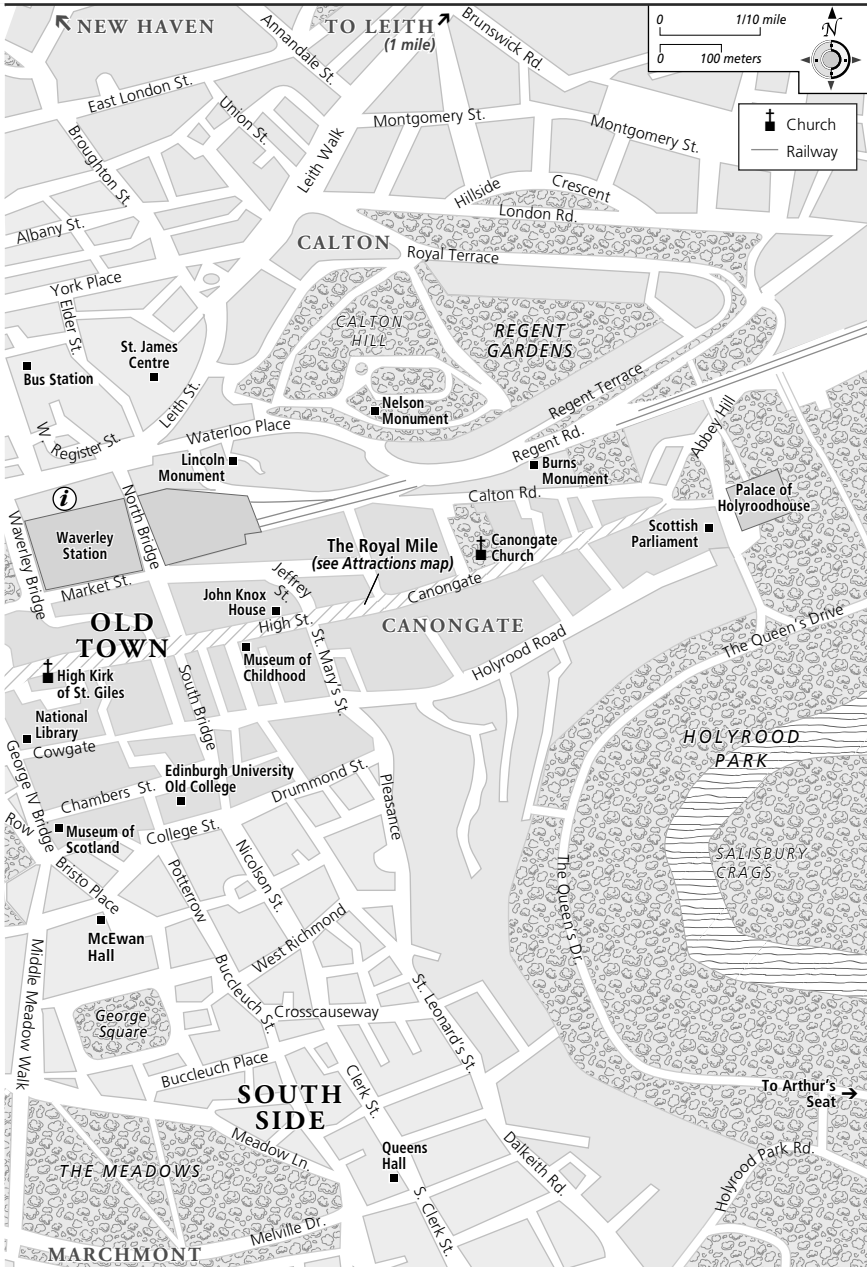 NEW HAVEN
TO LEITH
(1 mile)
Annandale St.
Brunswick Rd.
0 1/10 mile
0 100 meters
N
Church
Railway
East London St.
Union St.
Broughton St.
Leith Walk
Montgomery St.
Montgomery St.
Hillside
Crescent
London Rd.
Albany St.
CALTON
Royal Terrace
York Place
Elder St.
CALTON
HILL
REGENT
GARDENS
St. James
Centre
Bus Station
Leith St.
Nelson
Monument
Regent Terrace
W
Register St.
Waterloo Place
Regent Rd.
Abbey Hill
Lincoln
Monument
Burns
Monument
Calton Rd.
Palace of
Holyroodhouse
i
North Bridge
Waverley Bridge
Waverley
Station
The Royal Mile
(see Attractions map)
Canongate
Church
Scottish
Parliament
Market St.
Jeffrey
St.
John Knox
House
Canongate
OLD
TOWN
High St.
CANONGATE
The Queen's Drive
Museum of
Childhood
St. Mary's St.
Holyrood Road
High Kirk
of St. Giles
South Bridge
National
Library
Cowgate
HOLYROOD
PARK
George IV Bridge
Chambers St.
Edinburgh University
Old College
Drummond St.
Pleasance
Row
Museum of
Scotland
College St.
Nicolson St.
SALISBURY
CRAGS
Bristo Place
Potterrow
The Queen's Dr.
McEwan
Hall
West Richmond
Middle Meadow Walk
Buccleuch St.
St. Leonard's St.
George
Square
Crosscauseway
Buccleuch Place
Clerk St.
SOUTH
SIDE
To Arthur's
Seat
Meadow Ln.
Queens
Hall
Dalkeith Rd.
Holyrood Park Rd.
THE MEADOWS
S. Clerk St.
Melville Dr.
MARCHMONT